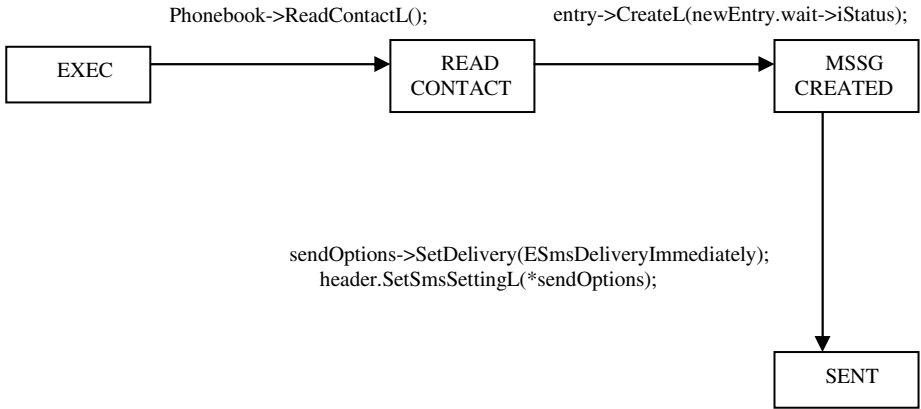 Phonebook->ReadContactL();
entry->CreateL(newEntry.wait->iStatus);
EXEC
READ
CONTACT
MSSG
CREATED
sendOptions->SetDelivery(ESmsDeliveryImmediately);
header.SetSmsSettingL(*sendOptions);
SENT